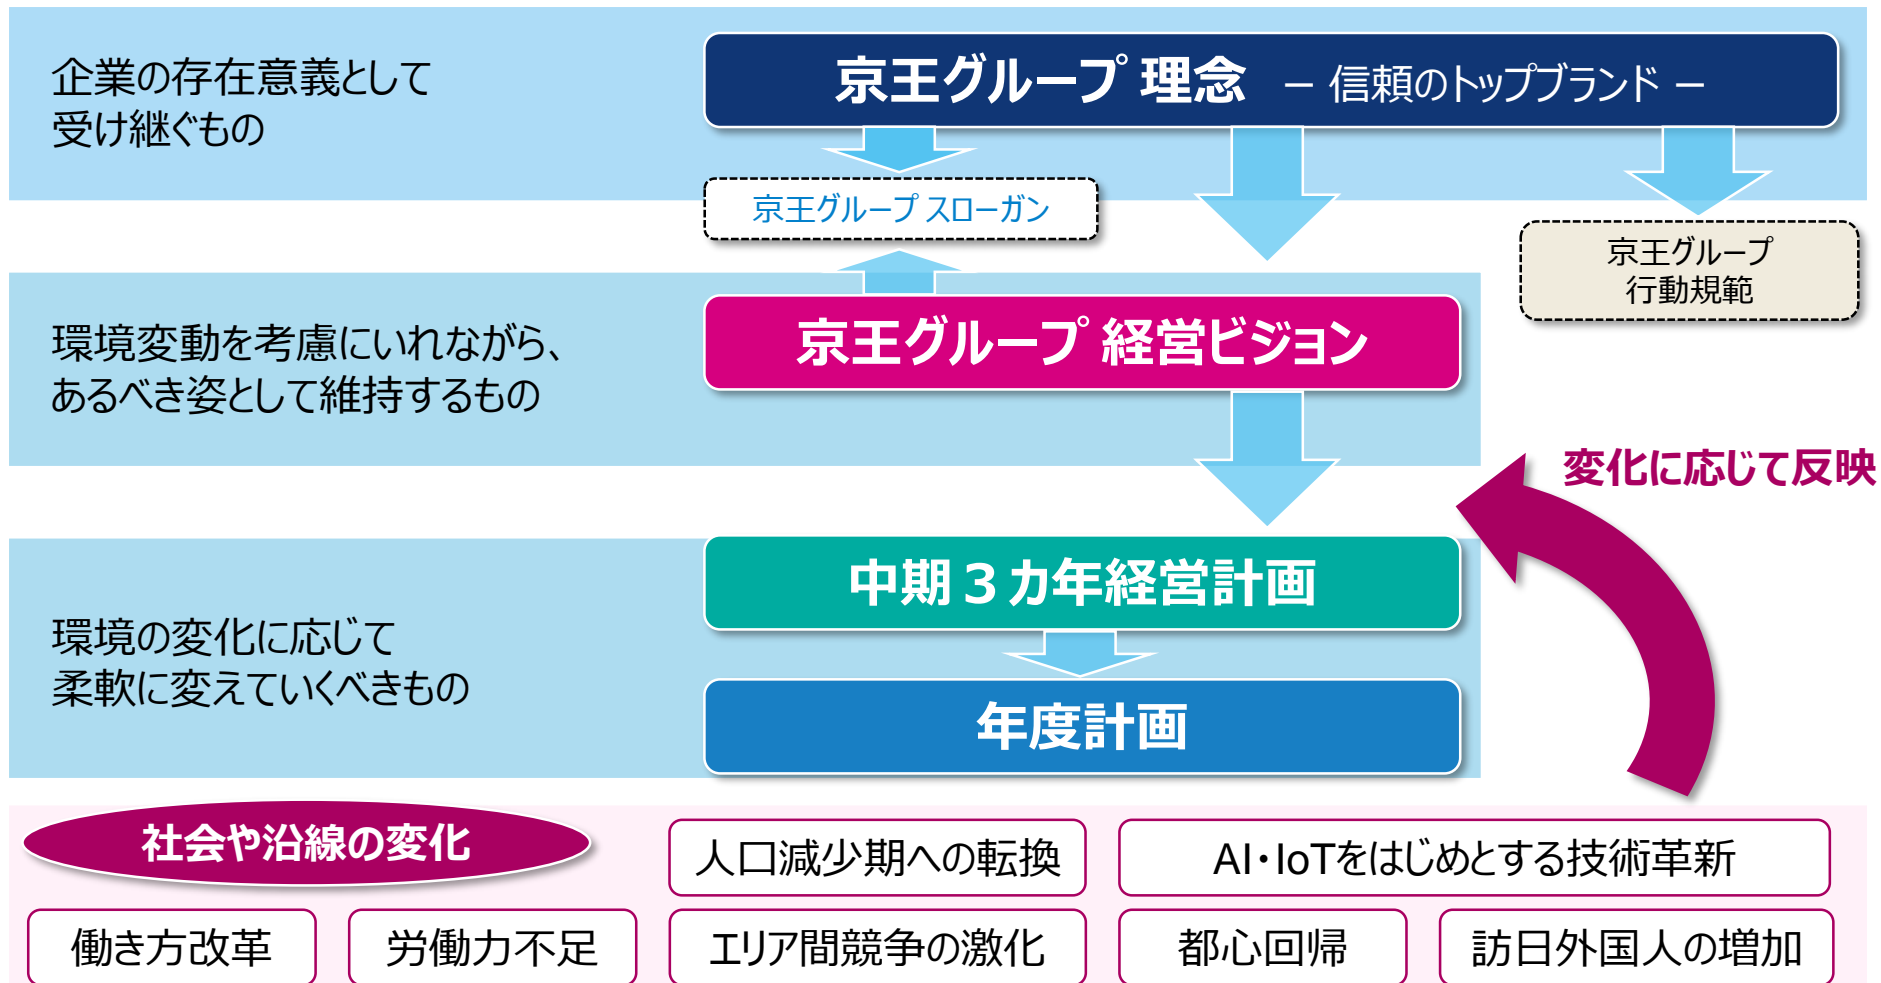 企業の存在意義として
受け継ぐもの
京王グループ 理念 － 信頼のトップブランド －
京王グループ スローガン
京王グループ
行動規範
環境変動を考慮にいれながら、
あるべき姿として維持するもの
京王グループ 経営ビジョン
変化に応じて反映
環境の変化に応じて
柔軟に変えていくべきもの
中期３カ年経営計画
年度計画
社会や沿線の変化
人口減少期への転換
AI・IoTをはじめとする技術革新
働き方改革
労働力不足
エリア間競争の激化
都心回帰
訪日外国人の増加